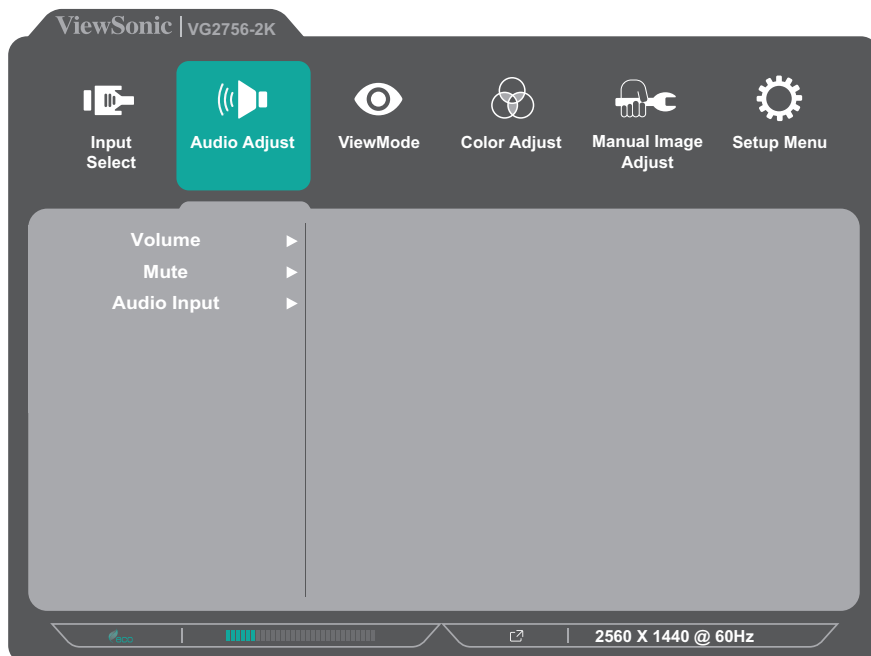 ViewSonic | VG2756-2K
Input
Select
Audio Adjust
ViewMode
Color Adjust
Manual Image
Adjust
Setup Menu
Volume
Mute
Audio Input
eco
2560 X 1440 @ 60Hz